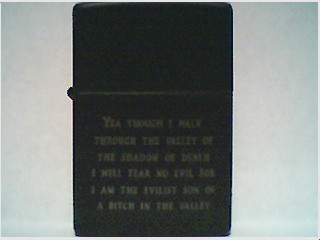 YEA THOUGH I WALK
THROUGH THE VALLEY OF
THE SHADOW OF DEATH
I WILL FEAR NO EVIL FOR
I AM THE EVILIST SON OF
A BITCH IN THE VALLEY